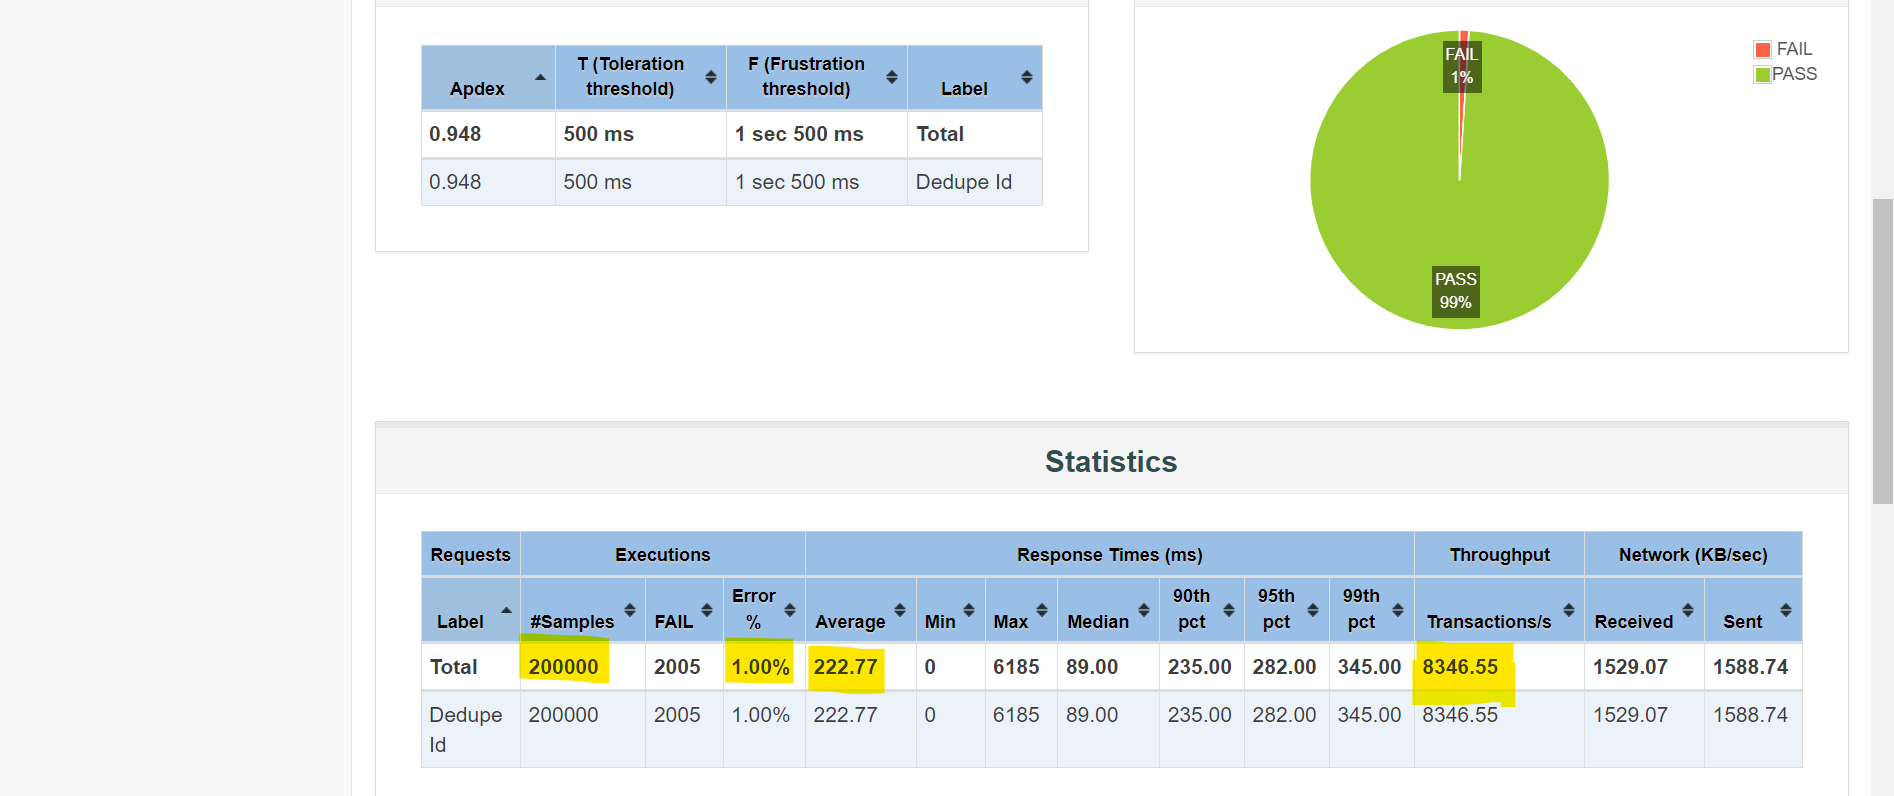 Apdex T (Toleration threshold) F (Frustration threshold) Label
0.948 500 ms 1 sec 500 ms Total
0.948 500 ms 1 sec 500 ms Dedupe Id
FAIL
1%
PASS
99%
FAIL
PASS
Statistics
Requests Executions Response Times (ms) Throughput Network (KB/sec)
Label #Samples FAIL Error % Average Min Max Median 90th pct 95th pct 99th pct Transactions/s Received Sent
Total 200000 2005 1.00% 222.77 0 6185 89.00 235.00 282.00 345.00 8346.55 1529.07 1588.74
Dedupe Id 200000 2005 1.00% 222.77 0 6185 89.00 235.00 282.00 345.00 8346.55 1529.07 1588.74